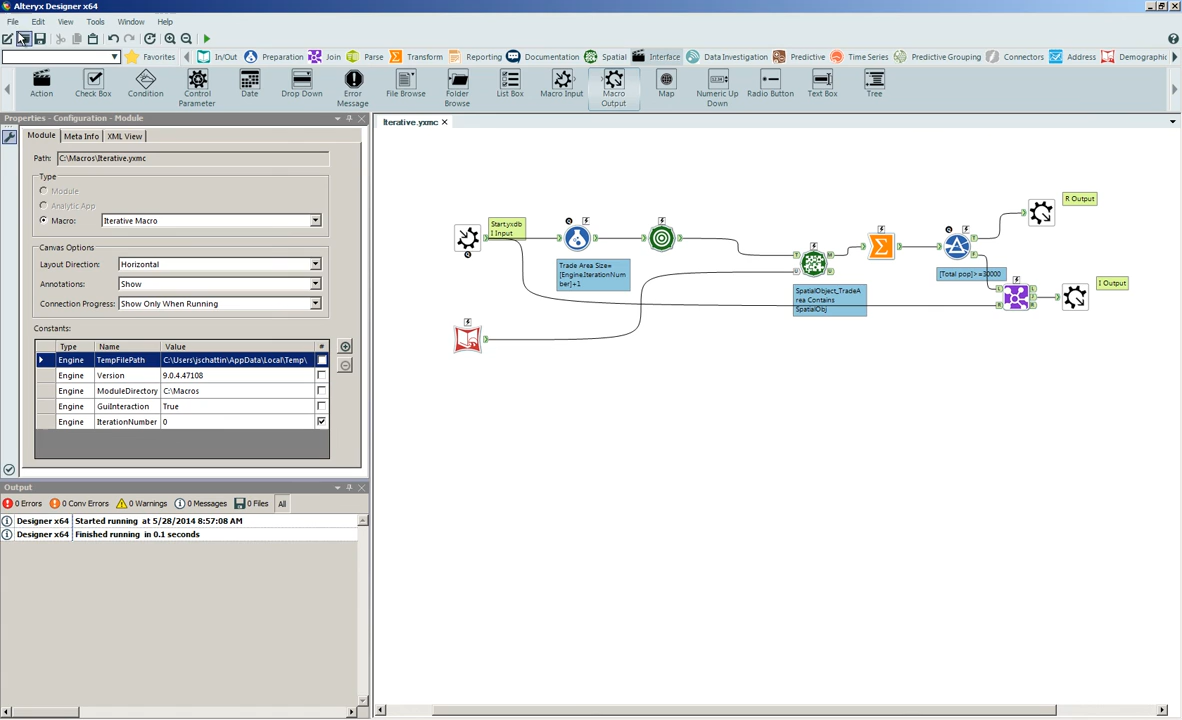 Alteryx Designer x64
File Edit View Tools Window Help
Favorites In/Out Preparation Join Parse Transform Reporting Documentation Spatial Interface Data Investigation Predictive Time Series Predictive Grouping Connectors Address Demographic
Action Check Box Condition Control Parameter Date Drop Down Error Message File Browse Folder Browse List Box Macro Input Macro Output Map Numeric Up Down Radio Button Text Box Tree
Properties - Configuration - Module
Iterative.yxmc
Module Meta Info XML View
Path: C:\Macros\Iterative.yxmc
Type
Module
Analytic App
Macro: Iterative Macro
Canvas Options
Layout Direction: Horizontal
Annotations: Show
Connection Progress: Show Only When Running
Constants:
Type Name Value #
Engine TempFilePath C:\Users\jschattin\AppData\Local\Temp\
Engine Version 9.0.4.47108
Engine ModuleDirectory C:\Macros
Engine GuiInteraction True
Engine IterationNumber 0
Start.yxdb
I Input
Trade Area Size=
[EngineIterationNum
ber]+1
SpatialObject_TradeA
rea Contains
SpatialObj
[Total pop]>=30000
R Output
I Output
Output
0 Errors 0 Conv Errors 0 Warnings 0 Messages 0 Files All
Designer x64 Started running at 5/28/2014 8:57:08 AM
Designer x64 Finished running in 0.1 seconds